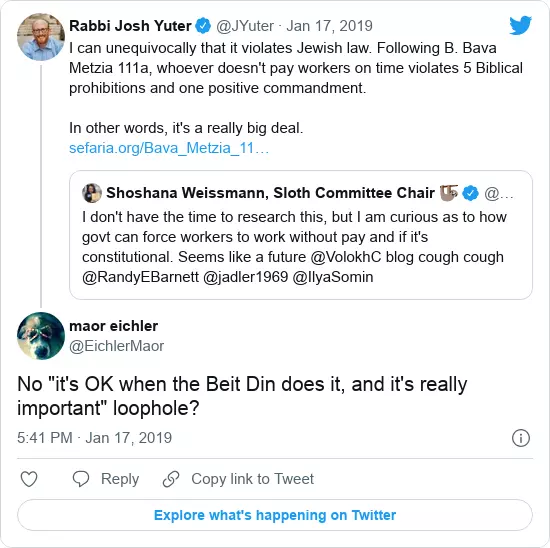 Rabbi Josh Yuter @JYuter · Jan 17, 2019
I can unequivocally that it violates Jewish law. Following B. Bava
Metzia 111a, whoever doesn't pay workers on time violates 5 Biblical
prohibitions and one positive commandment.
In other words, it's a really big deal.
sefaria.org/Bava_Metzia_11…
Shoshana Weissmann, Sloth Committee Chair 🦥 @…
I don't have the time to research this, but I am curious as to how
govt can force workers to work without pay and if it's
constitutional. Seems like a future @VolokhC blog cough cough
@RandyEBarnett @jadler1969 @IlyaSomin
maor eichler
@EichlerMaor
No "it's OK when the Beit Din does it, and it's really
important" loophole?
5:41 PM · Jan 17, 2019
Reply Copy link to Tweet
Explore what's happening on Twitter